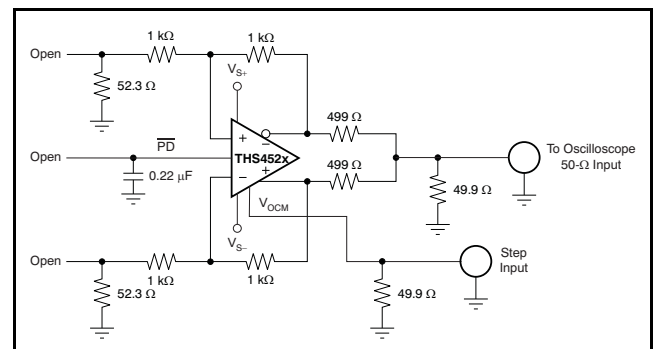 1 kΩ 1 kΩ
Open
V_S+
52.3 Ω
499 Ω
+
−
PD
THS452x
To Oscilloscope
50-Ω Input
Open
499 Ω
0.22 μF
−
+
49.9 Ω
V_OCM
V_S−
Open
Step
Input
1 kΩ 1 kΩ
52.3 Ω
49.9 Ω